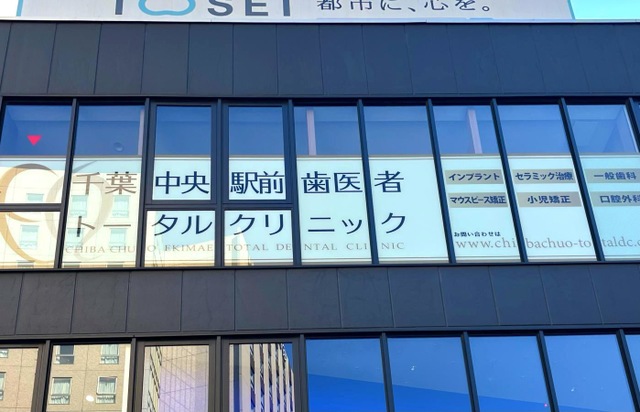 TOSEI 都市に、心を。
千葉中央駅前歯医者
トータルクリニック
CHIBA CHUO EKIMAE TOTAL DENTAL CLINIC
インプラント セラミック治療 一般歯科
マウスピース矯正 小児矯正 口腔外科
お問い合わせは
www.chibachuo-totaldc.c